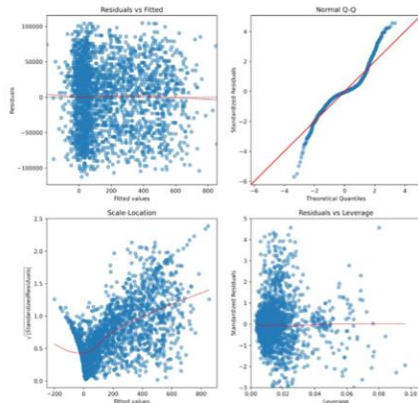 Residuals vs Fitted
Residuals
100000
50000
0
−50000
−100000
0 200 400 600 800
Fitted values
Normal Q-Q
Standardized Residuals
4
2
0
−2
−4
−6
−6 −4 −2 0 2 4
Theoretical Quantiles
Scale-Location
√|Standardized Residuals|
2.5
2.0
1.5
1.0
0.5
0.0
−200 0 200 400 600 800
Fitted values
Residuals vs Leverage
Standardized Residuals
5
4
3
2
1
0
−1
−2
−3
0.00 0.02 0.04 0.06 0.08 0.10
Leverage